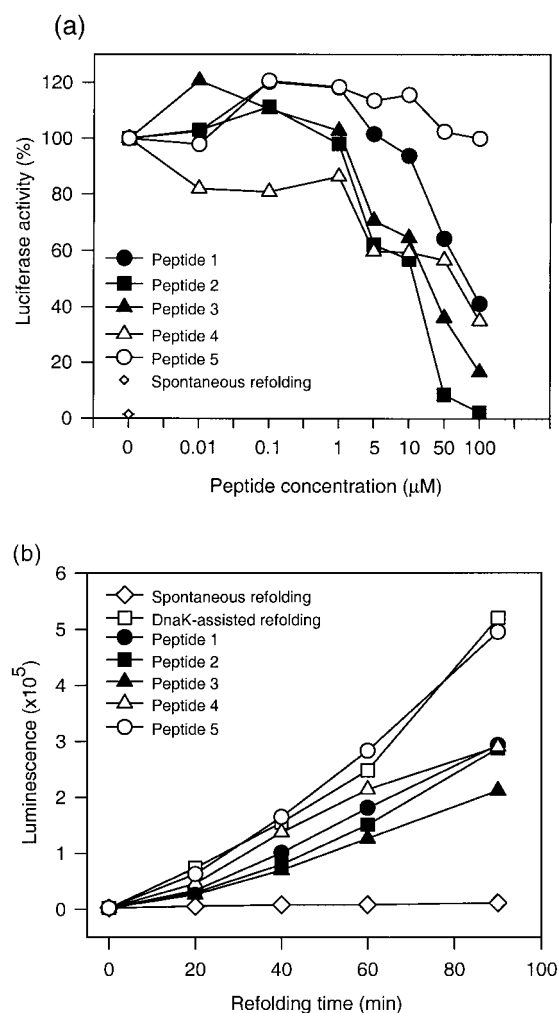 (a)
120
100
80
60
40
20
0
Luciferase activity (%)
Peptide 1
Peptide 2
Peptide 3
Peptide 4
Peptide 5
Spontaneous refolding
0 0.01 0.1 1 5 10 50 100
Peptide concentration (μM)
(b)
6
5
4
3
2
1
0
Luminescence (x10⁵)
Spontaneous refolding
DnaK-assisted refolding
Peptide 1
Peptide 2
Peptide 3
Peptide 4
Peptide 5
0 20 40 60 80 100
Refolding time (min)